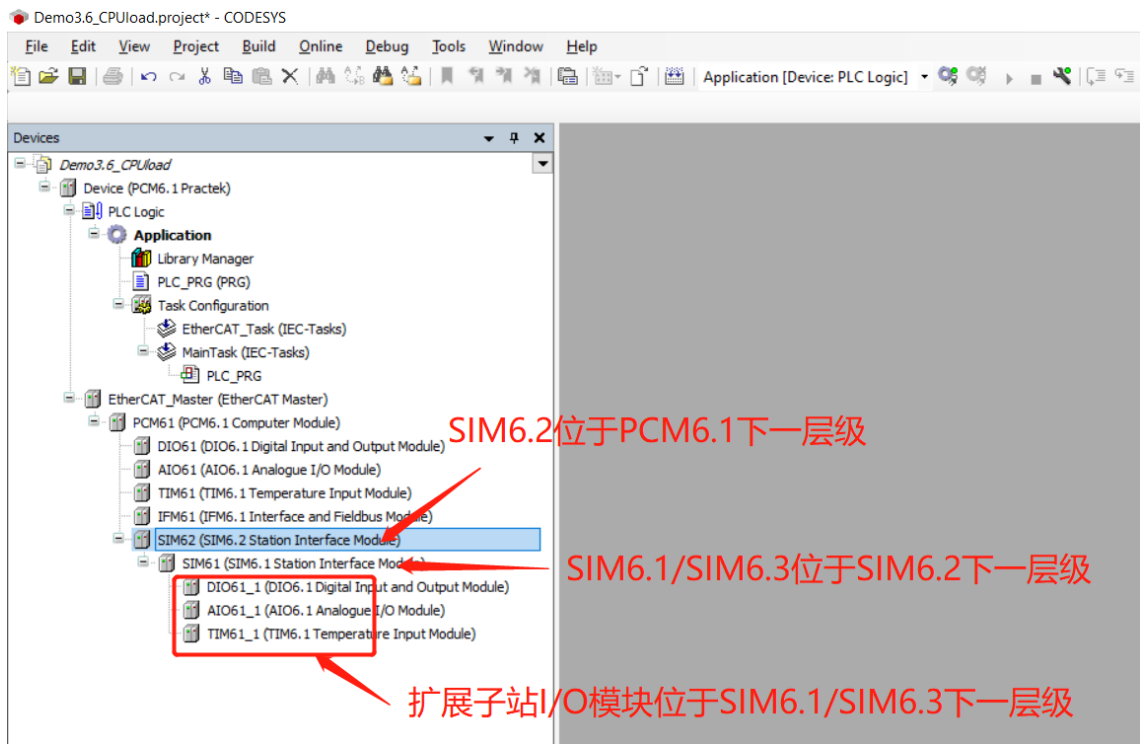 Demo3.6_CPUload.project* - CODESYS
File Edit View Project Build Online Debug Tools Window Help
Application [Device: PLC Logic]
Devices
Demo3.6_CPUload
Device (PCM6.1 Practek)
PLC Logic
Application
Library Manager
PLC_PRG (PRG)
Task Configuration
EtherCAT_Task (IEC-Tasks)
MainTask (IEC-Tasks)
PLC_PRG
EtherCAT_Master (EtherCAT Master)
PCM61 (PCM6.1 Computer Module)
SIM6.2位于PCM6.1下一层级
DIO61 (DIO6.1 Digital Input and Output Module)
AIO61 (AIO6.1 Analogue I/O Module)
TIM61 (TIM6.1 Temperature Input Module)
IFM61 (IFM6.1 Interface and Fieldbus Module)
SIM62 (SIM6.2 Station Interface Module)
SIM61 (SIM6.1 Station Interface Module)
SIM6.1/SIM6.3位于SIM6.2下一层级
DIO61_1 (DIO6.1 Digital Input and Output Module)
AIO61_1 (AIO6.1 Analogue I/O Module)
TIM61_1 (TIM6.1 Temperature Input Module)
扩展子站I/O模块位于SIM6.1/SIM6.3下一层级